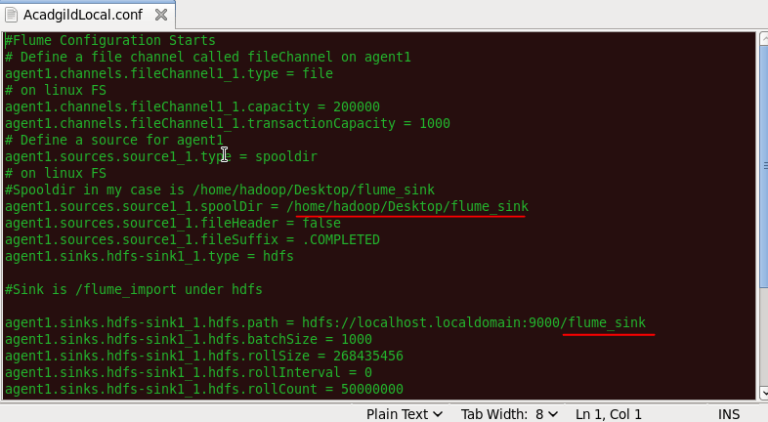 AcadgildLocal.conf
#Flume Configuration Starts
# Define a file channel called fileChannel on agent1
agent1.channels.fileChannel1_1.type = file
# on linux FS
agent1.channels.fileChannel1_1.capacity = 200000
agent1.channels.fileChannel1_1.transactionCapacity = 1000
# Define a source for agent1
agent1.sources.source1_1.type = spooldir
# on linux FS
#Spooldir in my case is /home/hadoop/Desktop/flume_sink
agent1.sources.source1_1.spoolDir = /home/hadoop/Desktop/flume_sink
agent1.sources.source1_1.fileHeader = false
agent1.sources.source1_1.fileSuffix = .COMPLETED
agent1.sinks.hdfs-sink1_1.type = hdfs
#Sink is /flume_import under hdfs
agent1.sinks.hdfs-sink1_1.hdfs.path = hdfs://localhost.localdomain:9000/flume_sink
agent1.sinks.hdfs-sink1_1.hdfs.batchSize = 1000
agent1.sinks.hdfs-sink1_1.hdfs.rollSize = 268435456
agent1.sinks.hdfs-sink1_1.hdfs.rollInterval = 0
agent1.sinks.hdfs-sink1_1.hdfs.rollCount = 50000000
Plain Text Tab Width: 8 Ln 1, Col 1 INS